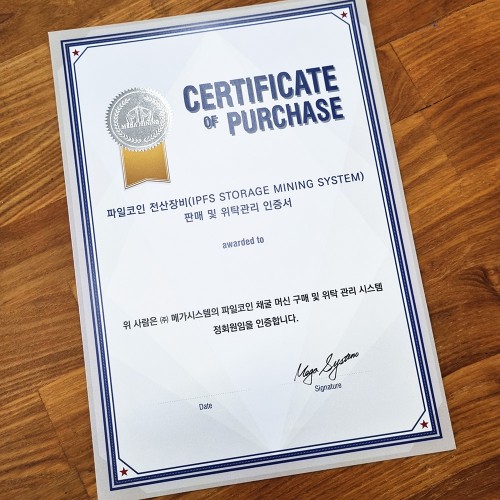 CERTIFICATE
OF PURCHASE
파일코인 전산장비(IPFS STORAGE MINING SYSTEM)
판매 및 위탁관리 인증서
awarded to
위 사람은 ㈜ 메가시스템의 파일코인 채굴 머신 구매 및 위탁 관리 시스템
정회원임을 인증합니다.
Mega System
Date
Signature